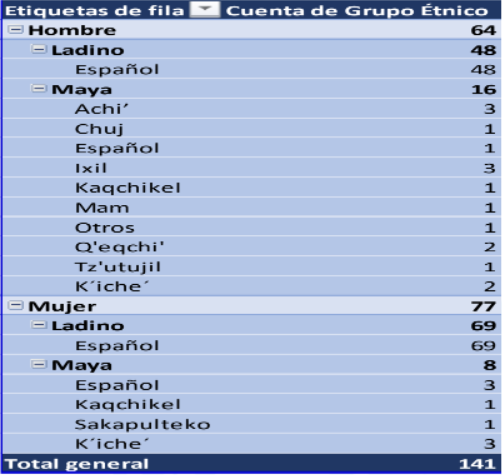 Etiquetas de fila Cuenta de Grupo Étnico
Hombre 64
Ladino 48
Español 48
Maya 16
Achi’ 3
Chuj 1
Español 1
Ixil 3
Kaqchikel 1
Mam 1
Otros 1
Q'eqchi' 2
Tz'utujil 1
K´iche´ 2
Mujer 77
Ladino 69
Español 69
Maya 8
Español 3
Kaqchikel 1
Sakapulteko 1
K´iche´ 3
Total general 141